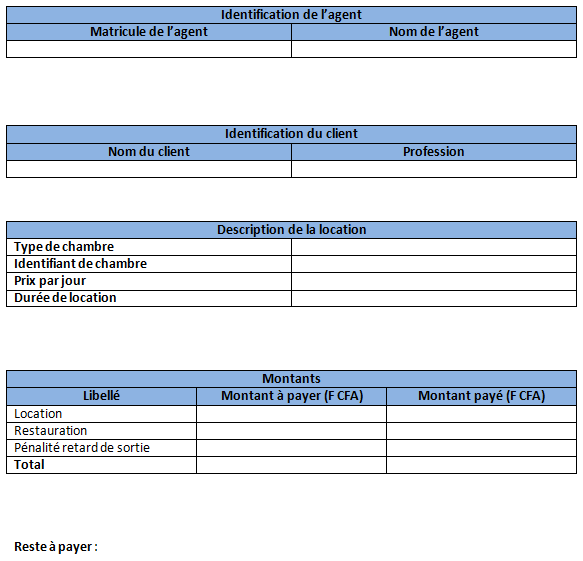 Identification de l’agent
Matricule de l’agent Nom de l’agent
Identification du client
Nom du client Profession
Description de la location
Type de chambre
Identifiant de chambre
Prix par jour
Durée de location
Montants
Libellé Montant à payer (F CFA) Montant payé (F CFA)
Location
Restauration
Pénalité retard de sortie
Total
Reste à payer :